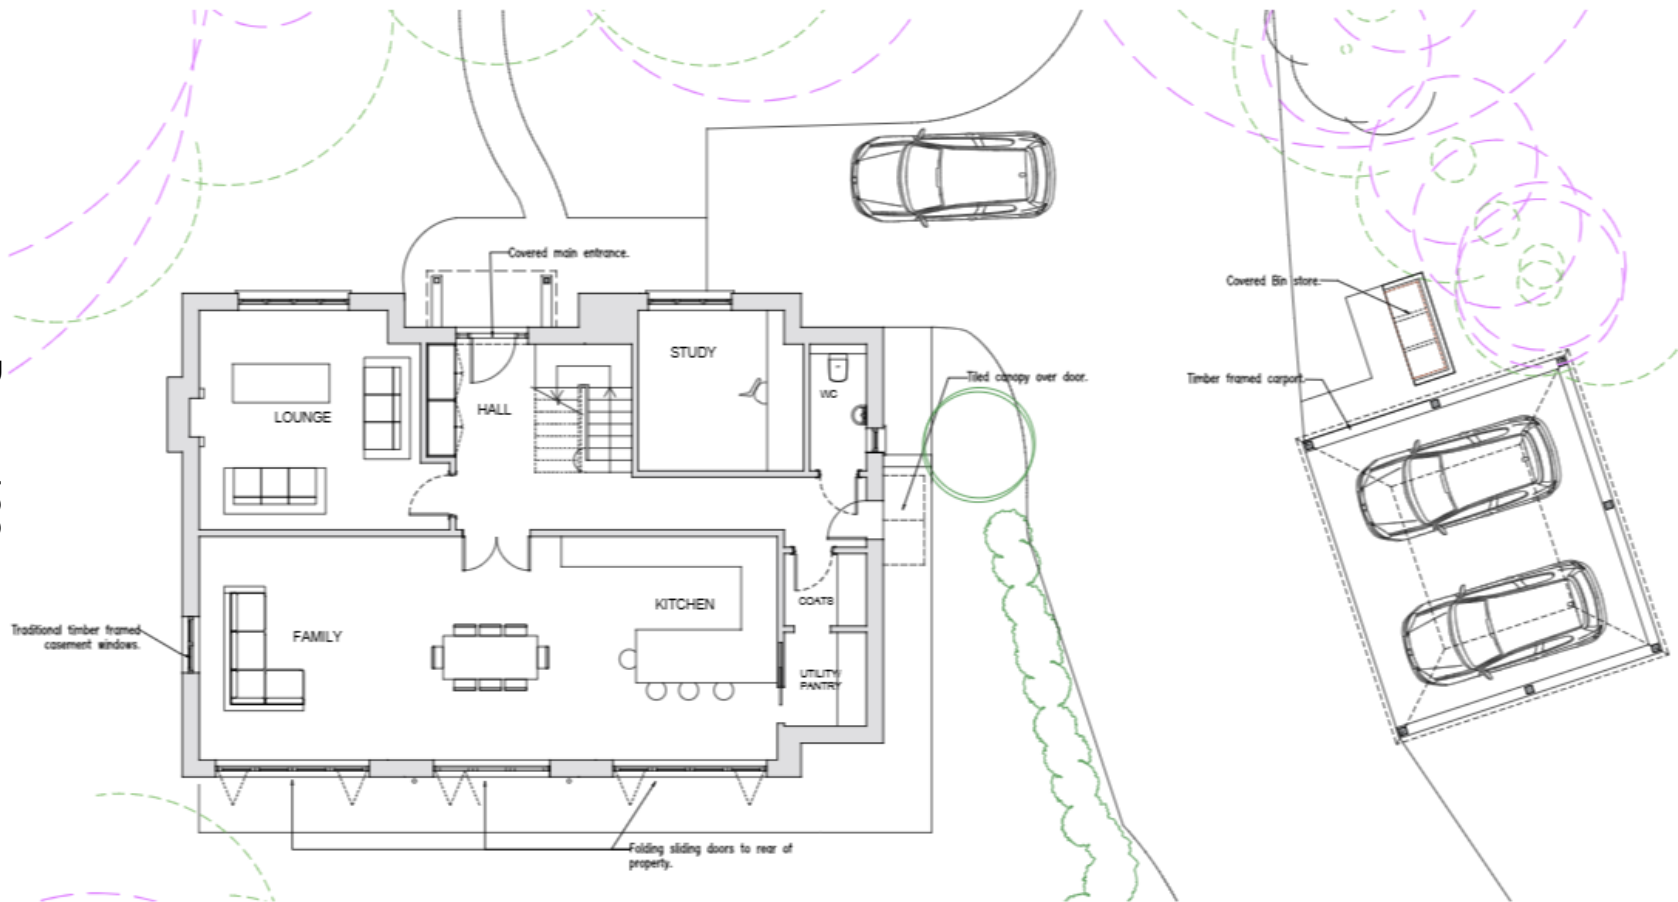 Covered main entrance.
Covered Bin store.
STUDY
Tiled canopy over door.
Timber framed carport.
WC
HALL
LOUNGE
COATS
KITCHEN
FAMILY
Traditional timber framed
casement windows.
UTILITY/
PANTRY
Folding sliding doors to rear of
property.